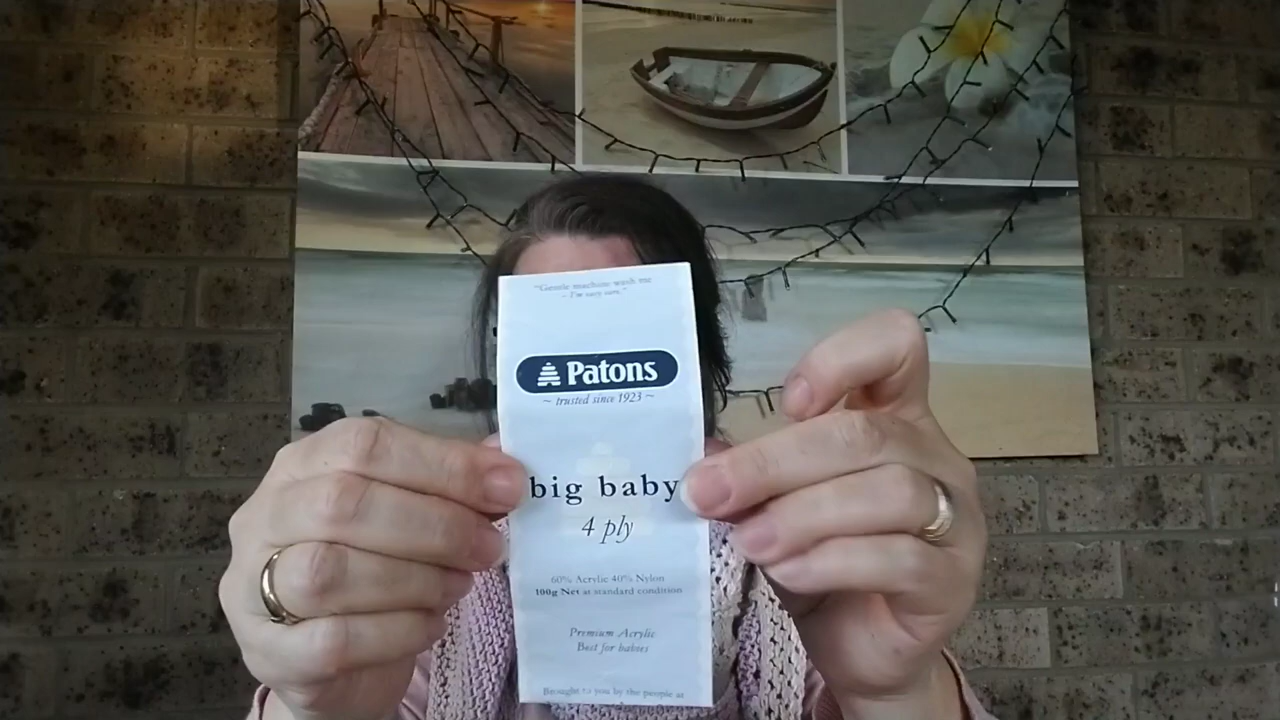 "Gentle machine wash me
- I'm easy care."
Patons
~ trusted since 1923 ~
big baby
4 ply
60% Acrylic 40% Nylon
100g Net at standard condition
Premium Acrylic
Best for babies
Brought to you by the people at